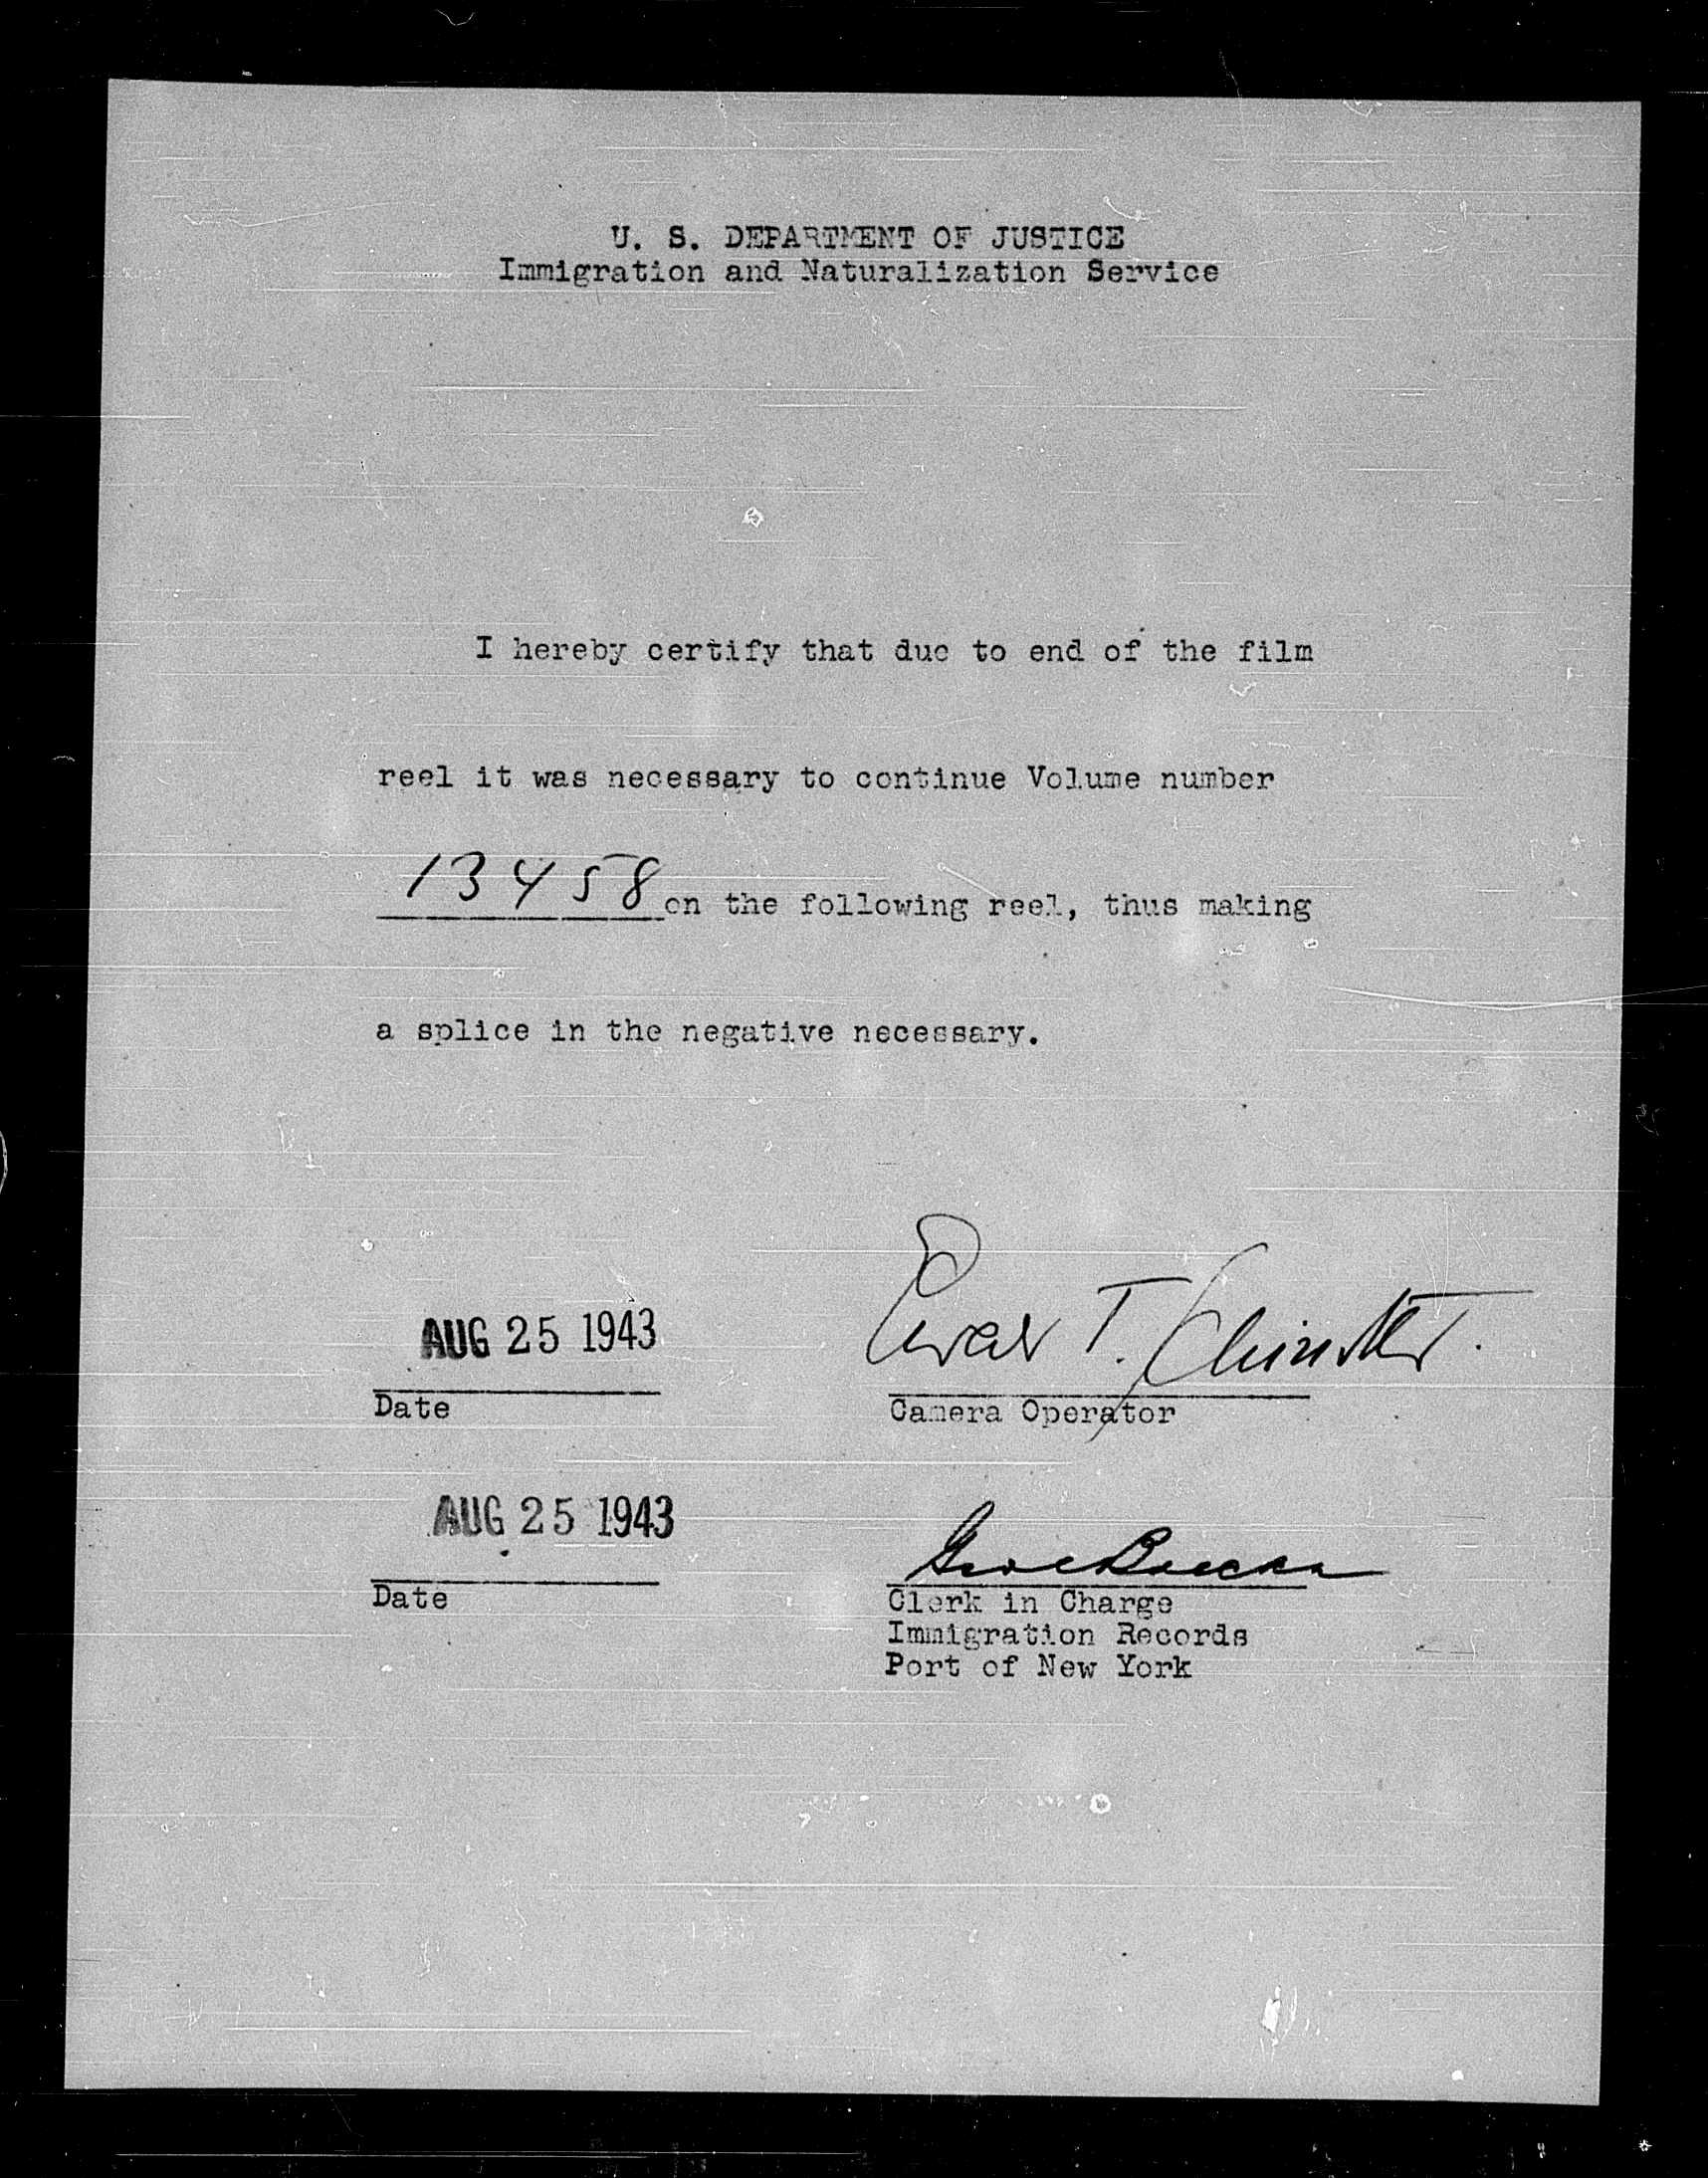 U. S. DEPARTMENT OF JUSTICE
Immigration and Naturalization Service
I hereby certify that due to end of the film
reel it was necessary to continue Volume number
13458 on the following reel, thus making
a splice in the negative necessary.
AUG 25 1943
Date
T.
Camera Operator
AUG 25 1943
Date
Clerk in Charge
Immigration Records
Port of New York